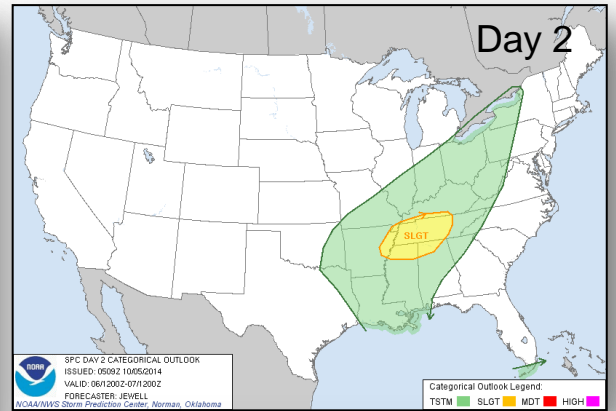 Day 2
SLGT
NOAA
SPC DAY 2 CATEGORICAL OUTLOOK
ISSUED: 0509Z 10/05/2014
VALID: 06/1200Z-07/1200Z
FORECASTER: JEWELL
NOAA/NWS Storm Prediction Center, Norman, Oklahoma
Categorical Outlook Legend:
TSTM SLGT MDT HIGH